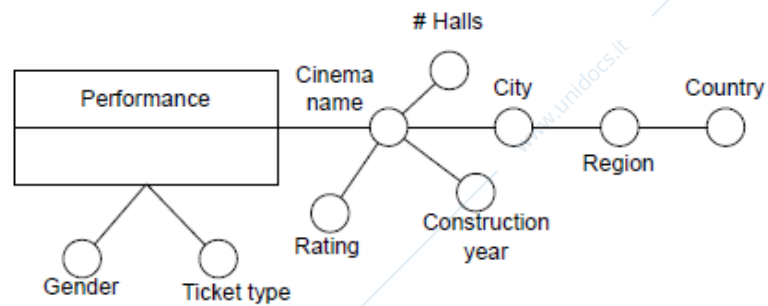 # Halls
Cinema
name
City
Country
Performance
Region
Rating
Construction
year
Gender
Ticket type
www.unidocs.it